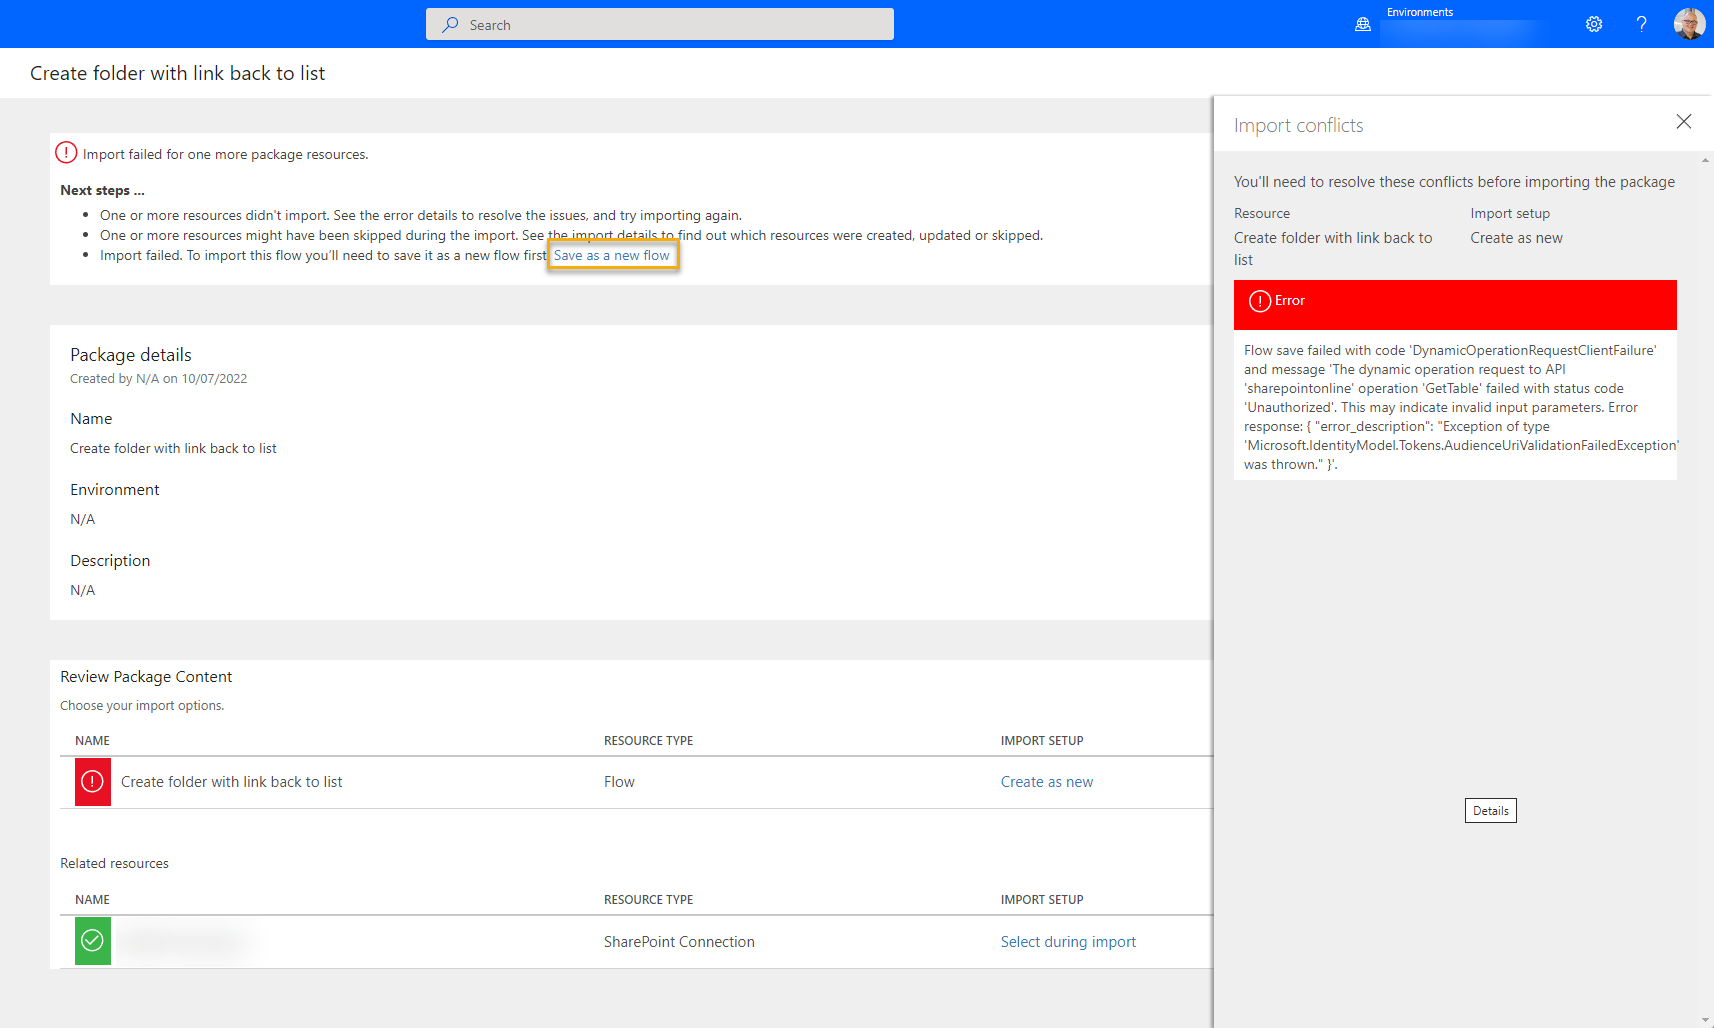 Search
Environments
Create folder with link back to list
Import failed for one more package resources.
Next steps ...
One or more resources didn't import. See the error details to resolve the issues, and try importing again.
One or more resources might have been skipped during the import. See the import details to find out which resources were created, updated or skipped.
Import failed. To import this flow you'll need to save it as a new flow first Save as a new flow
Package details
Created by N/A on 10/07/2022
Name
Create folder with link back to list
Environment
N/A
Description
N/A
Review Package Content
Choose your import options.
NAME RESOURCE TYPE IMPORT SETUP
Create folder with link back to list Flow Create as new
Related resources
NAME RESOURCE TYPE IMPORT SETUP
SharePoint Connection Select during import
Import conflicts
You'll need to resolve these conflicts before importing the package
Resource Import setup
Create folder with link back to Create as new
list
Error
Flow save failed with code 'DynamicOperationRequestClientFailure'
and message 'The dynamic operation request to API
'sharepointonline' operation 'GetTable' failed with status code
'Unauthorized'. This may indicate invalid input parameters. Error
response: { "error_description": "Exception of type
'Microsoft.IdentityModel.Tokens.AudienceUriValidationFailedException'
was thrown." }'.
Details